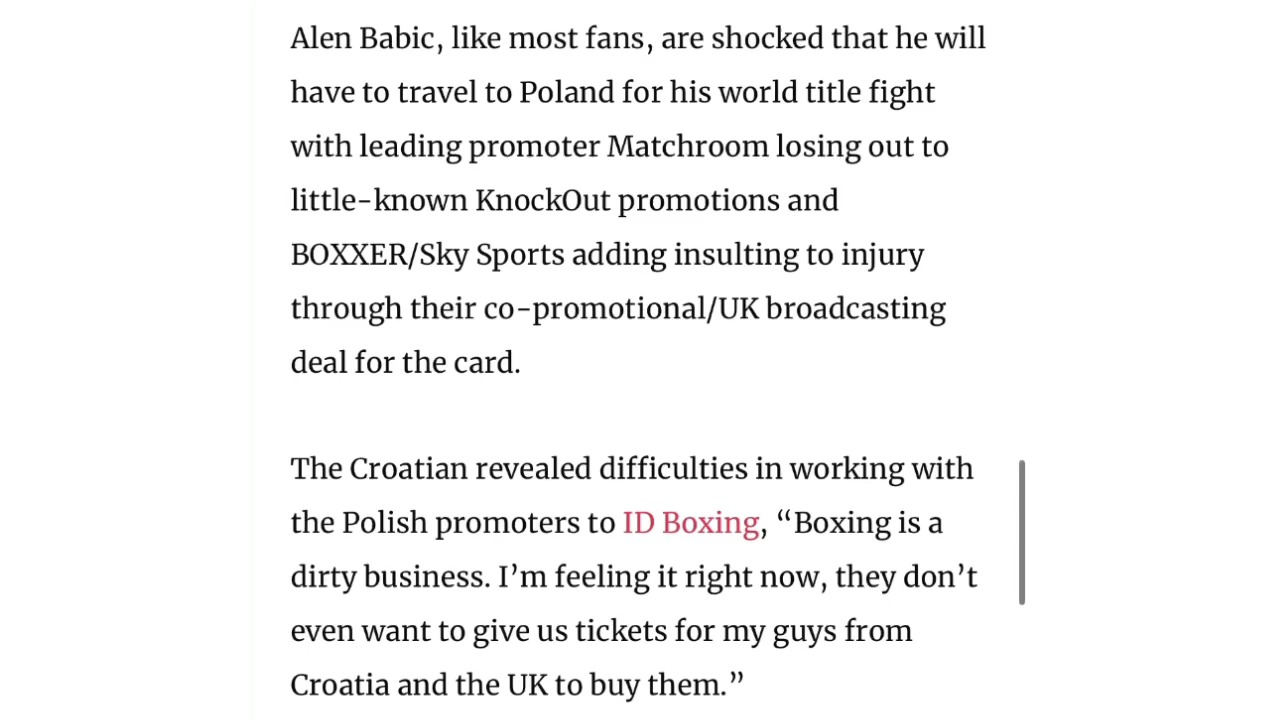 Alen Babic, like most fans, are shocked that he will
have to travel to Poland for his world title fight
with leading promoter Matchroom losing out to
little-known KnockOut promotions and
BOXXER/Sky Sports adding insulting to injury
through their co-promotional/UK broadcasting
deal for the card.
The Croatian revealed difficulties in working with
the Polish promoters to ID Boxing, “Boxing is a
dirty business. I’m feeling it right now, they don’t
even want to give us tickets for my guys from
Croatia and the UK to buy them.”